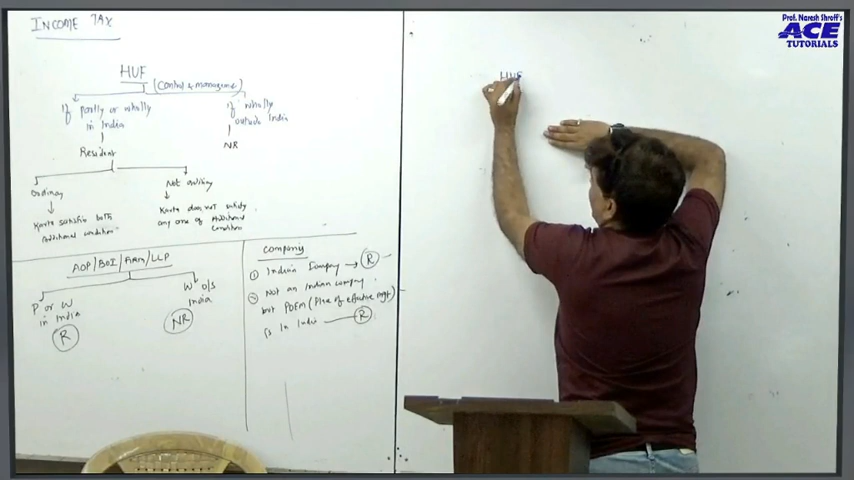 INCOME TAX
HUF
(Control & manageme)
If partly or wholly
in India
Resident
Ordinary
Karta satisfies both
Additional condition
Not ordinary
Karta does not satisfy
any one of Additional
Condition
If wholly
outside India
NR
AOP/BOI/Firm/LLP
P or W
in India
R
W O/S
India
NR
Company
① Indian Company → R
② Not an Indian company
but POEM (Place of effective mgt)
is in India — R
HUF
Prof. Naresh Shroff's
ACE
TUTORIALS